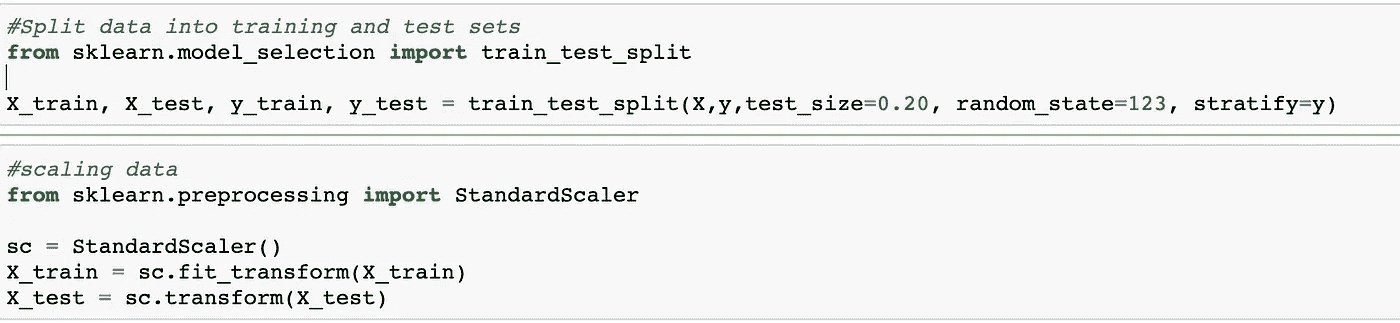 #Split data into training and test sets
from sklearn.model_selection import train_test_split
X_train, X_test, y_train, y_test = train_test_split(X,y,test_size=0.20, random_state=123, stratify=y)
#scaling data
from sklearn.preprocessing import StandardScaler
sc = StandardScaler()
X_train = sc.fit_transform(X_train)
X_test = sc.transform(X_test)